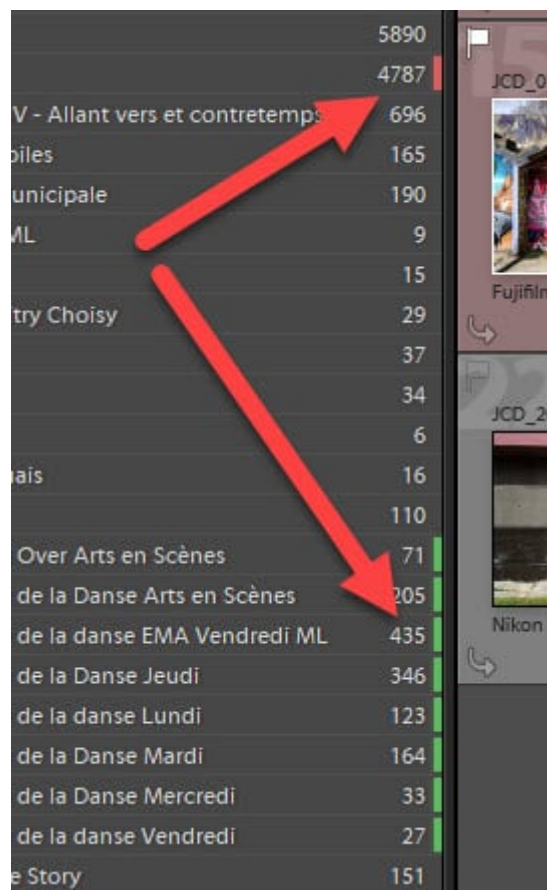 5890
4787
V - Allant vers et contretemps 696
biles 165
unicipale 190
ML 9
15
try Choisy 29
37
34
6
uais 16
110
Over Arts en Scènes 71
de la Danse Arts en Scènes 205
de la danse EMA Vendredi ML 435
de la Danse Jeudi 346
de la danse Lundi 123
de la Danse Mardi 164
de la Danse Mercredi 33
de la danse Vendredi 27
e Story 151
15
JCD_0
Fujifilm
22
JCD_2
Nikon